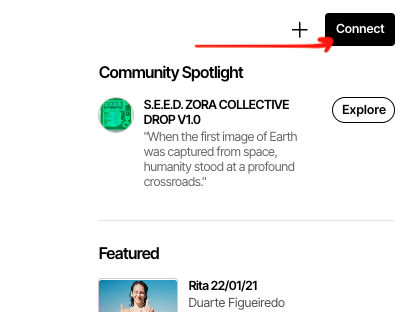 Connect
Community Spotlight
S.E.E.D. ZORA COLLECTIVE
DROP V1.0
"When the first image of Earth
was captured from space,
humanity stood at a profound
crossroads."
Explore
Featured
Rita 22/01/21
Duarte Figueiredo